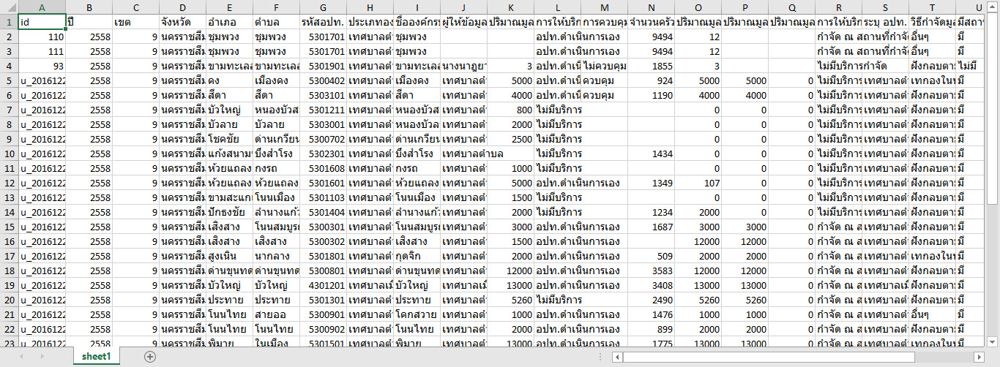 A B C D E F G H I J K L M N O P Q R S T U
1 id ปี เขต จังหวัด อำเภอ ตำบล รหัสอปท. ประเภทอง ชื่อองค์กร ผู้ให้ข้อมูล ปริมาณมูล การให้บริก การควบคุม จำนวนครัว ปริมาณมูล ปริมาณมูล ปริมาณมูล การให้บริก ระบุ อปท. วิธีกำจัดมูล มีสถาน
2 110 2558 9 นครราชสีม ชุมพวง ชุมพวง 5301701 เทศบาลตำ ชุมพวง อปท.ดำเนินการเอง 9494 12 กำจัด ณ สถานที่กำจัด อื่นๆ มี
3 111 2558 9 นครราชสีม ชุมพวง ชุมพวง 5301701 เทศบาลตำ ชุมพวง อปท.ดำเนินการเอง 9494 12 กำจัด ณ สถานที่กำจัด อื่นๆ มี
4 93 2558 9 นครราชสีม ขามทะเลส ขามทะเลส 5301901 เทศบาลตำ ขามทะเลส นางนาฎยา 3 อปท.ดำเนิ ไม่ควบคุม 1855 3 ไม่มีบริการกำจัด ฝังกลบตาม ไม่มี
5 u_2016122 2558 9 นครราชสีม คง เมืองคง 5300402 เทศบาลตำ เมืองคง เทศบาลตำ 5000 อปท.ดำเนิ ควบคุม 924 5000 5000 0 ไม่มีบริการ เทศบาลตำ เทกองในพ มี
6 u_2016122 2558 9 นครราชสีม สีดา สีดา 5303101 เทศบาลตำ สีดา เทศบาลตำ 4000 อปท.ดำเนิ ควบคุม 1190 4000 4000 0 ไม่มีบริการ เทศบาลตำ ฝังกลบตาม มี
7 u_2016122 2558 9 นครราชสีม บัวใหญ่ หนองบัวส 5301211 เทศบาลตำ หนองบัวส เทศบาลตำ 800 ไม่มีบริการ 0 0 0 ไม่มีบริการ เทศบาลตำ ฝังกลบตาม มี
8 u_2016122 2558 9 นครราชสีม บัวลาย บัวลาย 5303001 เทศบาลตำ หนองบัวล เทศบาลตำ 2000 ไม่มีบริการ 0 0 0 ไม่มีบริการ เทศบาลตำ ฝังกลบตาม มี
9 u_2016122 2558 9 นครราชสีม โชคชัย ด่านเกวียน 5300702 เทศบาลตำ ด่านเกวียน เทศบาลตำ 2500 ไม่มีบริการ 0 0 0 ไม่มีบริการ เทศบาลตำ ฝังกลบตาม มี
10 u_2016122 2558 9 นครราชสีม แก้งสนาม บึงสำโรง 5302301 เทศบาลตำ บึงสำโรง เทศบาลตำบล ไม่มีบริการ 1434 0 0 0 ไม่มีบริการ เทศบาลตำ ฝังกลบตาม มี
11 u_2016122 2558 9 นครราชสีม ห้วยแถลง กงรถ 5301608 เทศบาลตำ กงรถ เทศบาลตำ 1000 ไม่มีบริการ 0 0 0 ไม่มีบริการ เทศบาลตำ ฝังกลบตาม มี
12 u_2016122 2558 9 นครราชสีม ห้วยแถลง ห้วยแถลง 5301601 เทศบาลตำ ห้วยแถลง เทศบาลตำ 5000 อปท.ดำเนินการเอง 1349 107 0 0 ไม่มีบริการ เทศบาลตำ ฝังกลบตาม มี
13 u_2016122 2558 9 นครราชสีม ขามสะแก โนนเมือง 5301103 เทศบาลตำ โนนเมือง เทศบาลตำ 1500 ไม่มีบริการ 0 0 0 ไม่มีบริการ เทศบาลตำ ฝังกลบตาม มี
14 u_2016122 2558 9 นครราชสีม ปักธงชัย ลำนางแก้ว 5301404 เทศบาลตำ ลำนางแก้ว เทศบาลตำ 2000 ไม่มีบริการ 1234 2000 0 0 ไม่มีบริการ เทศบาลตำ ฝังกลบตาม มี
15 u_2016122 2558 9 นครราชสีม เสิงสาง โนนสมบูรณ 5300301 เทศบาลตำ โนนสมบูรณ เทศบาลตำ 3000 อปท.ดำเนินการเอง 1687 3000 3000 0 กำจัด ณ ส เทศบาลตำ ฝังกลบตาม มี
16 u_2016122 2558 9 นครราชสีม เสิงสาง เสิงสาง 5300302 เทศบาลตำ เสิงสาง เทศบาลตำ 1500 อปท.ดำเนินการเอง 12000 12000 0 กำจัด ณ ส เทศบาลตำ ฝังกลบตาม มี
17 u_2016122 2558 9 นครราชสีม สูงเนิน นากลาง 5301801 เทศบาลตำ กุดจิก เทศบาลตำ 2000 อปท.ดำเนินการเอง 509 2000 2000 0 กำจัด ณ ส เทศบาลตำ เทกองในพ มี
18 u_2016122 2558 9 นครราชสีม ด่านขุนทด ด่านขุนทด 5300801 เทศบาลตำ ด่านขุนทด เทศบาลตำ 12000 อปท.ดำเนินการเอง 3583 12000 12000 0 กำจัด ณ ส เทศบาลตำ ฝังกลบตาม มี
19 u_2016122 2558 9 นครราชสีม บัวใหญ่ บัวใหญ่ 4301201 เทศบาลเมื บัวใหญ่ เทศบาลเมื 13000 อปท.ดำเนินการเอง 3408 13000 13000 0 กำจัด ณ ส เทศบาลเมื ฝังกลบตาม มี
20 u_2016122 2558 9 นครราชสีม ประทาย ประทาย 5301301 เทศบาลตำ ประทาย เทศบาลตำ 5260 ไม่มีบริการ 2490 5260 5260 0 กำจัด ณ ส เทศบาลตำ ฝังกลบตาม มี
21 u_2016122 2558 9 นครราชสีม โนนไทย สายออ 5300901 เทศบาลตำ โคกสวาย เทศบาลตำ 1000 อปท.ดำเนินการเอง 1476 1000 1000 0 กำจัด ณ ส เทศบาลตำ อื่นๆ มี
22 u_2016122 2558 9 นครราชสีม โนนไทย โนนไทย 5300902 เทศบาลตำ โนนไทย เทศบาลตำ 2000 อปท.ดำเนินการเอง 899 2000 2000 0 กำจัด ณ ส เทศบาลตำ ฝังกลบตาม มี
23 u_2016122 2558 9 นครราชสีม พิมาย ในเมือง 5301501 เทศบาลตำ พิมาย เทศบาลตำ 13000 อปท.ดำเนินการเอง 1775 13000 13000 0 กำจัด ณ ส เทศบาลตำ เทกองในพ มี
sheet1